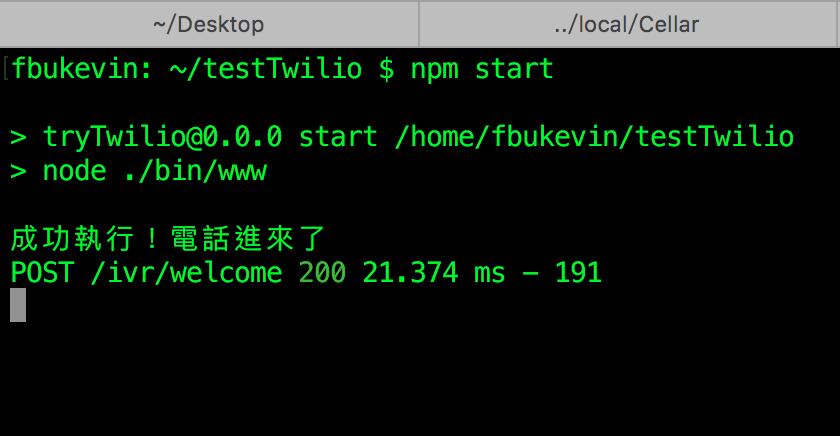 ~/Desktop
../local/Cellar
fbukevin: ~/testTwilio $ npm start
> tryTwilio@0.0.0 start /home/fbukevin/testTwilio
> node ./bin/www
成功執行！電話進來了
POST /ivr/welcome 200 21.374 ms - 191